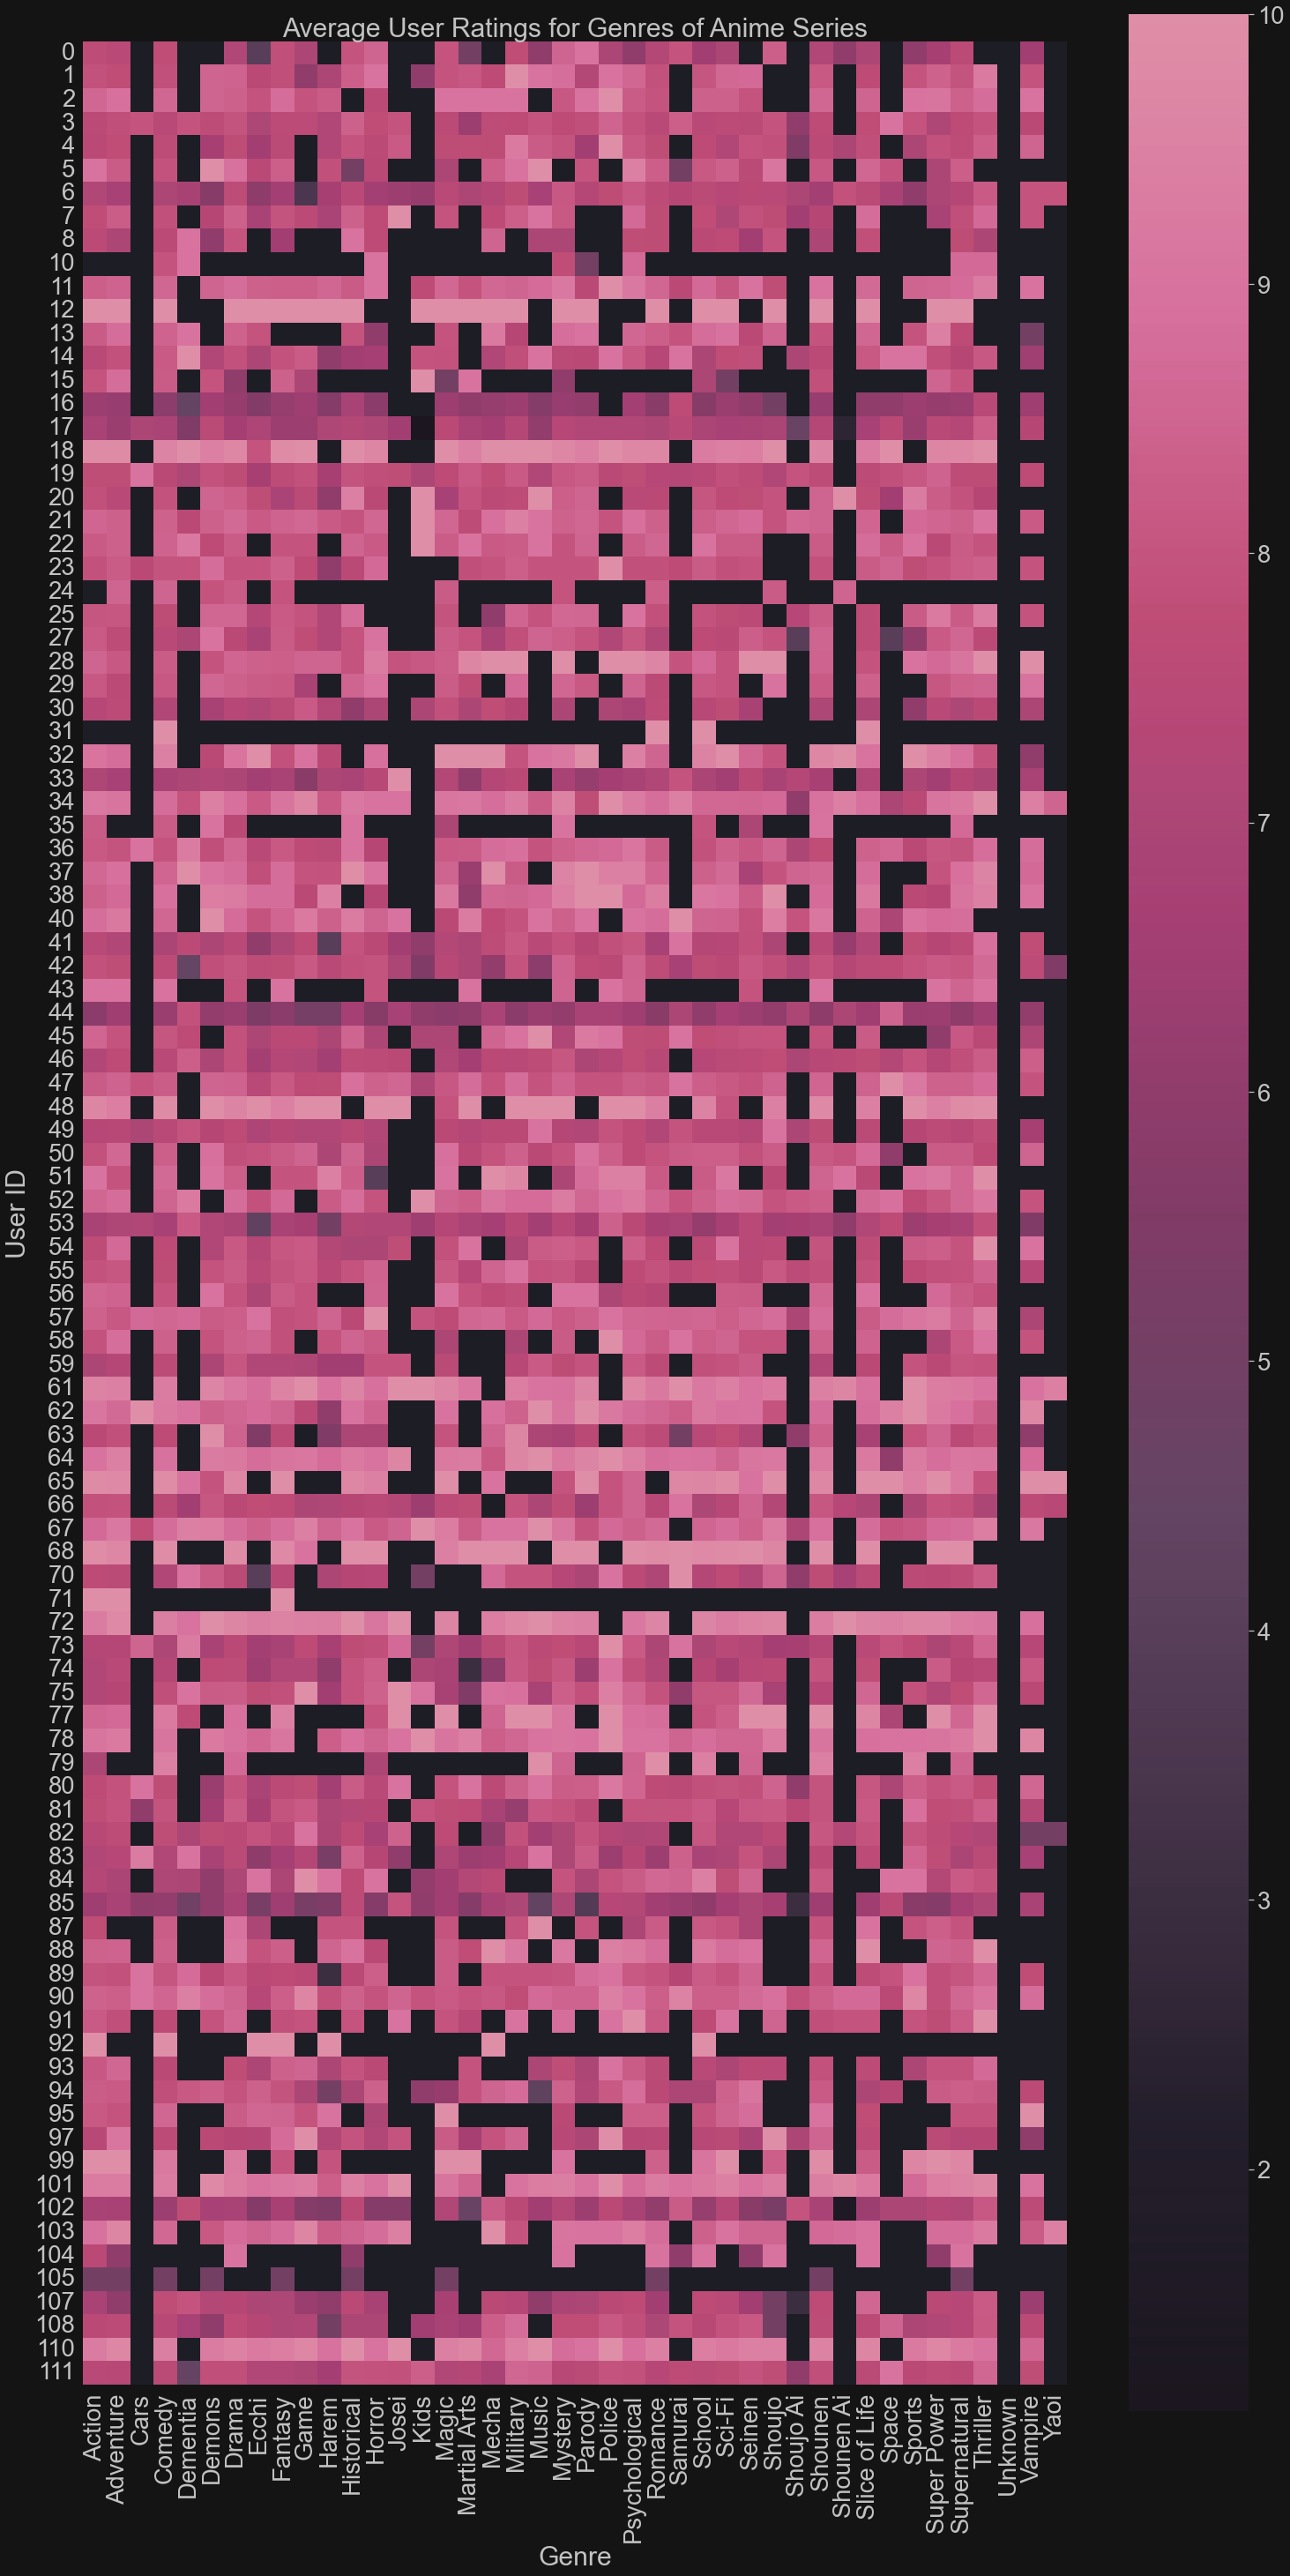 Average User Ratings for Genres of Anime Series
User ID
0
1
2
3
4
5
6
7
8
10
11
12
13
14
15
16
17
18
19
20
21
22
23
24
25
27
28
29
30
31
32
33
34
35
36
37
38
40
41
42
43
44
45
46
47
48
49
50
51
52
53
54
55
56
57
58
59
61
62
63
64
65
66
67
68
70
71
72
73
74
75
77
78
79
80
81
82
83
84
85
87
88
89
90
91
92
93
94
95
97
99
101
102
103
104
105
107
108
110
111
Action
Adventure
Cars
Comedy
Dementia
Demons
Drama
Ecchi
Fantasy
Game
Harem
Historical
Horror
Josei
Kids
Magic
Martial Arts
Mecha
Military
Music
Mystery
Parody
Police
Psychological
Romance
Samurai
School
Sci-Fi
Seinen
Shoujo
Shoujo Ai
Shounen
Shounen Ai
Slice of Life
Space
Sports
Super Power
Supernatural
Thriller
Unknown
Vampire
Yaoi
Genre
10
9
8
7
6
5
4
3
2